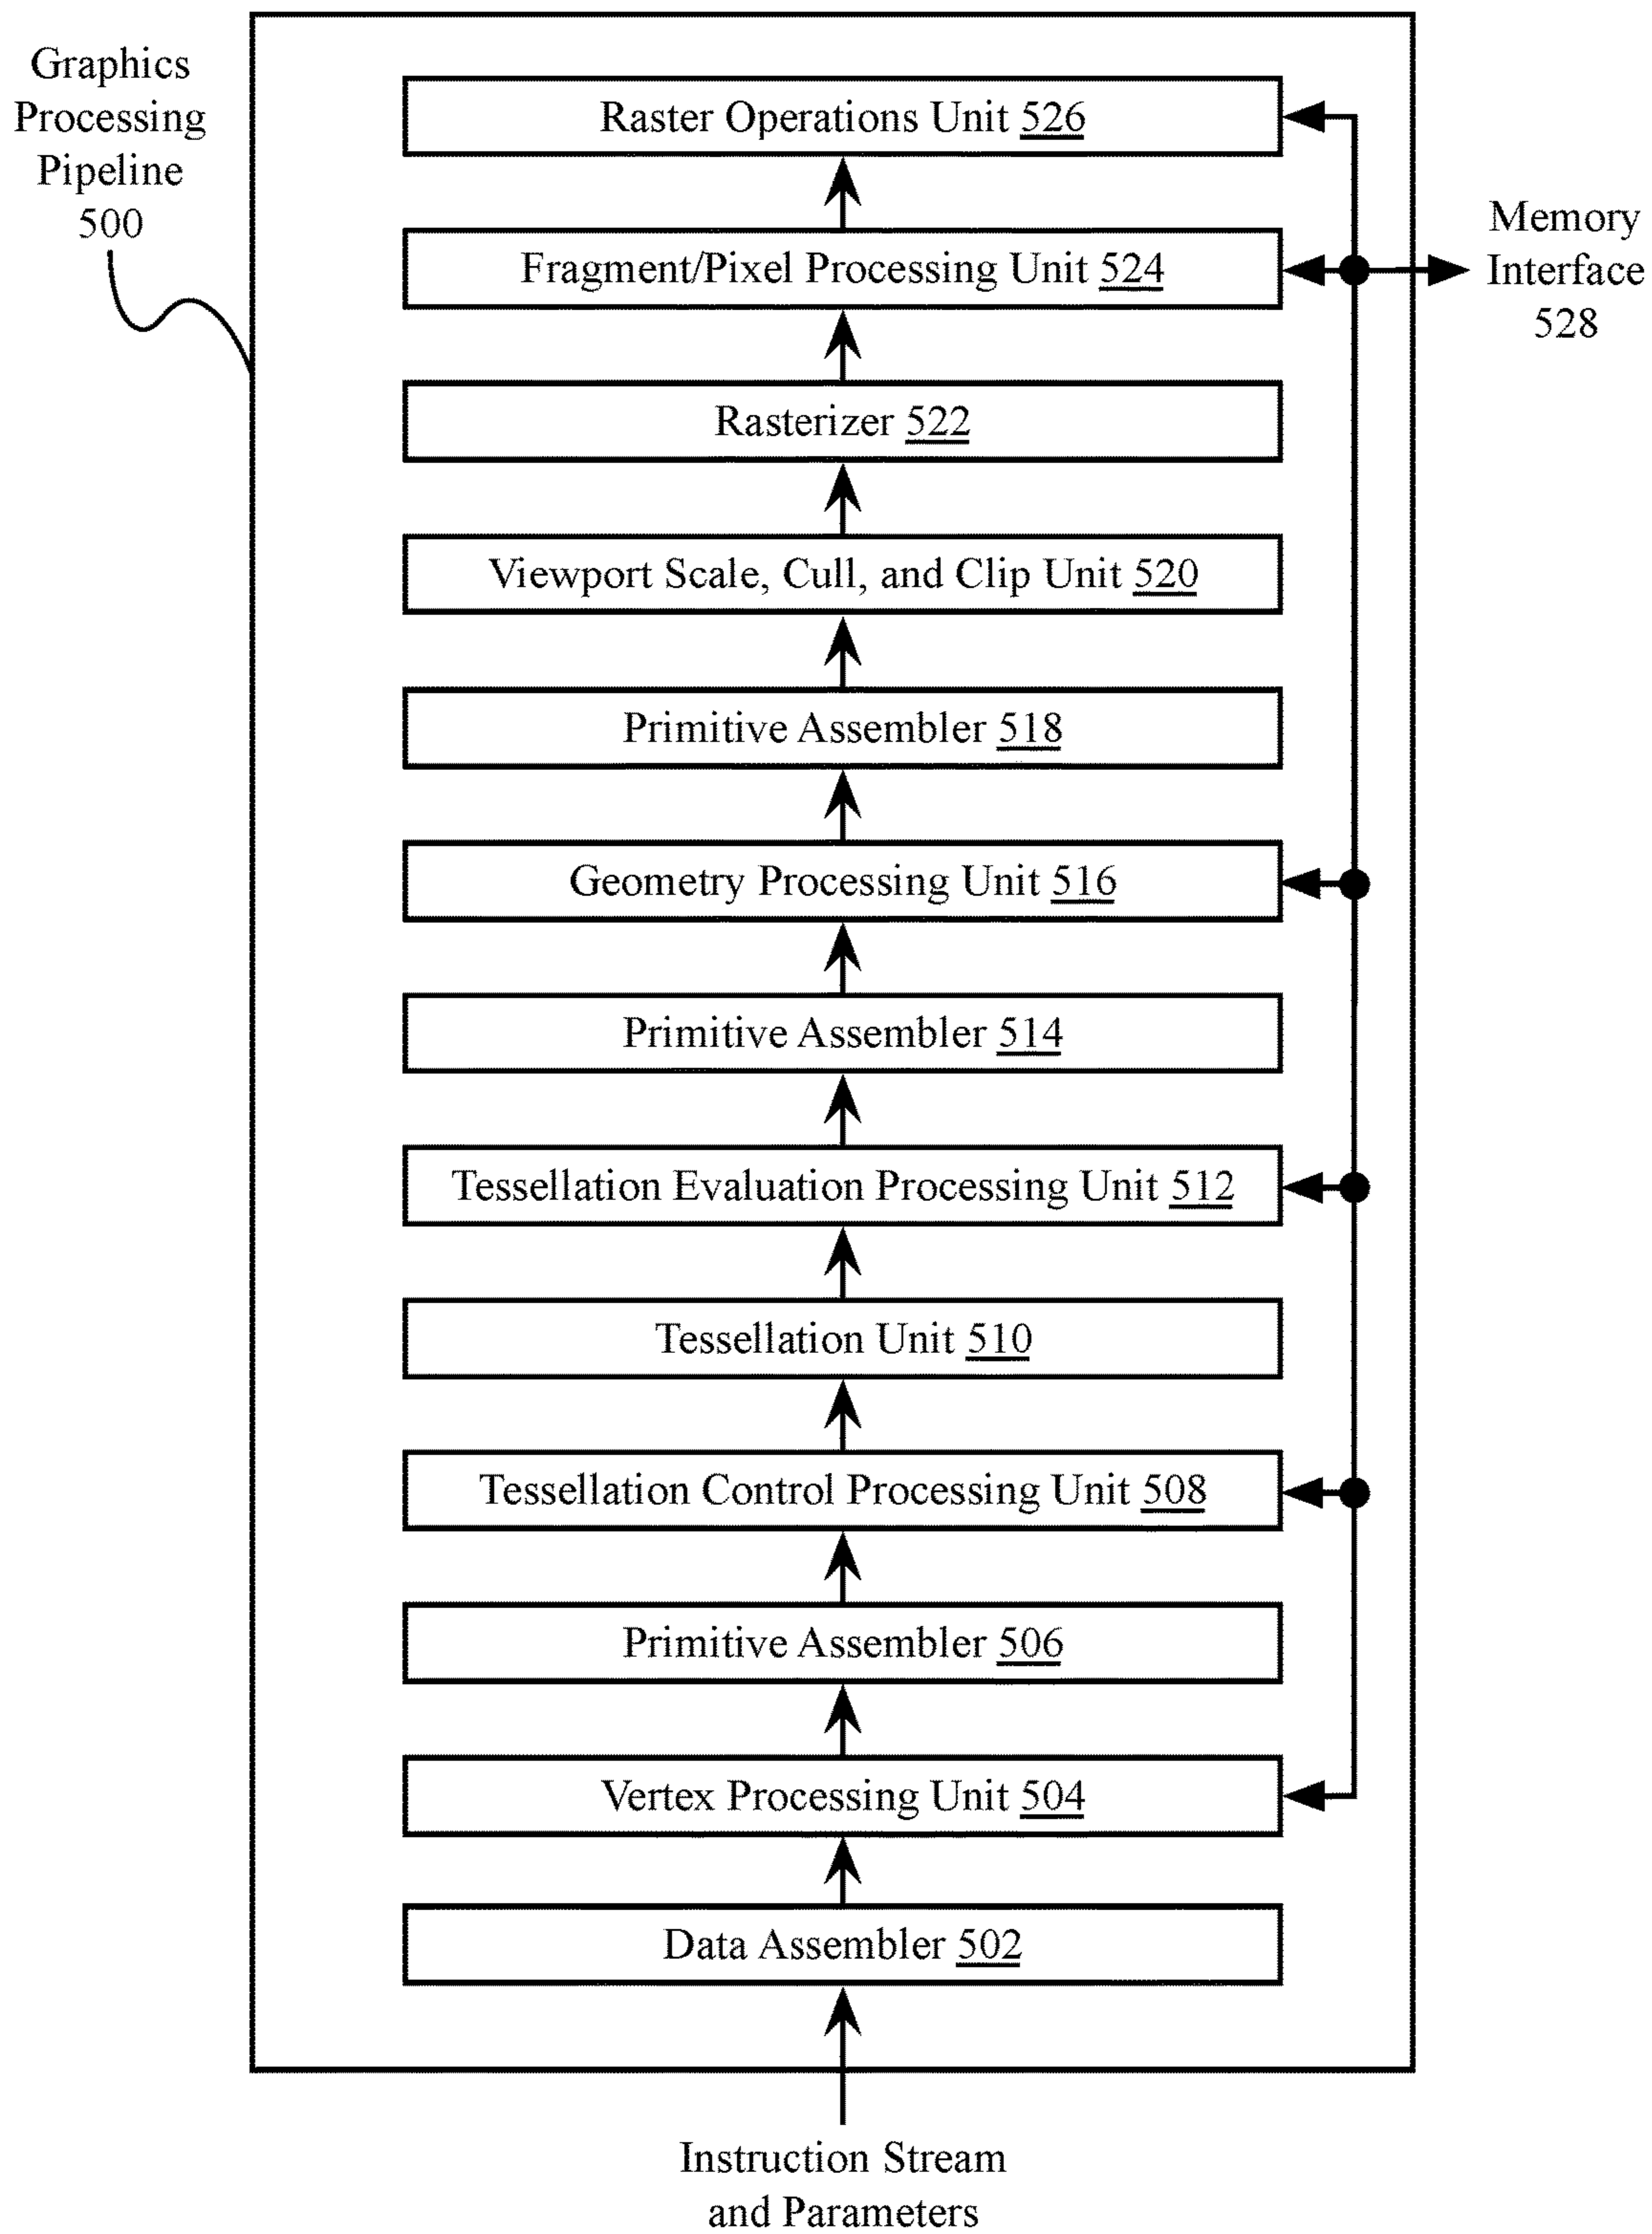 Graphics
Processing
Pipeline
500
Raster Operations Unit 526
Fragment/Pixel Processing Unit 524
Memory
Interface
528
Rasterizer 522
Viewport Scale, Cull, and Clip Unit 520
Primitive Assembler 518
Geometry Processing Unit 516
Primitive Assembler 514
Tessellation Evaluation Processing Unit 512
Tessellation Unit 510
Tessellation Control Processing Unit 508
Primitive Assembler 506
Vertex Processing Unit 504
Data Assembler 502
Instruction Stream
and Parameters